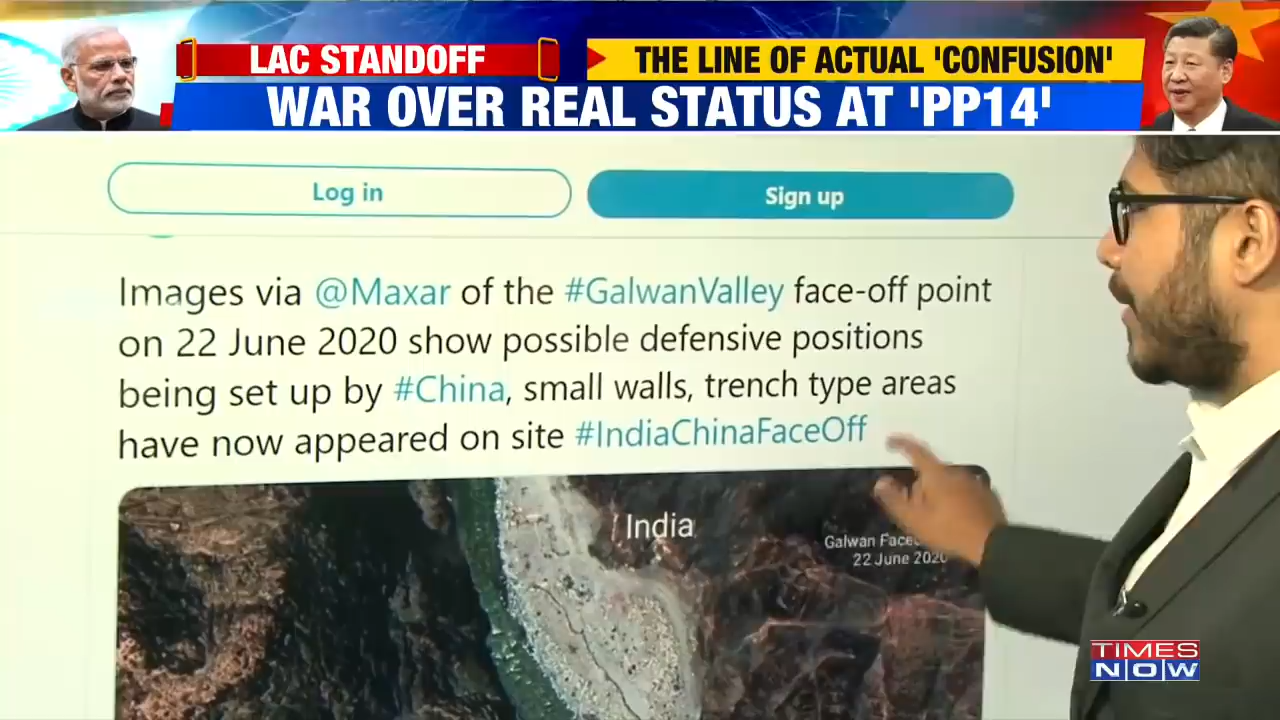 LAC STANDOFF
THE LINE OF ACTUAL 'CONFUSION'
WAR OVER REAL STATUS AT 'PP14'
Log in
Sign up
Images via @Maxar of the #GalwanValley face-off point
on 22 June 2020 show possible defensive positions
being set up by #China, small walls, trench type areas
have now appeared on site #IndiaChinaFaceOff
India
Galwan
22 June 2020
TIMES
NOW